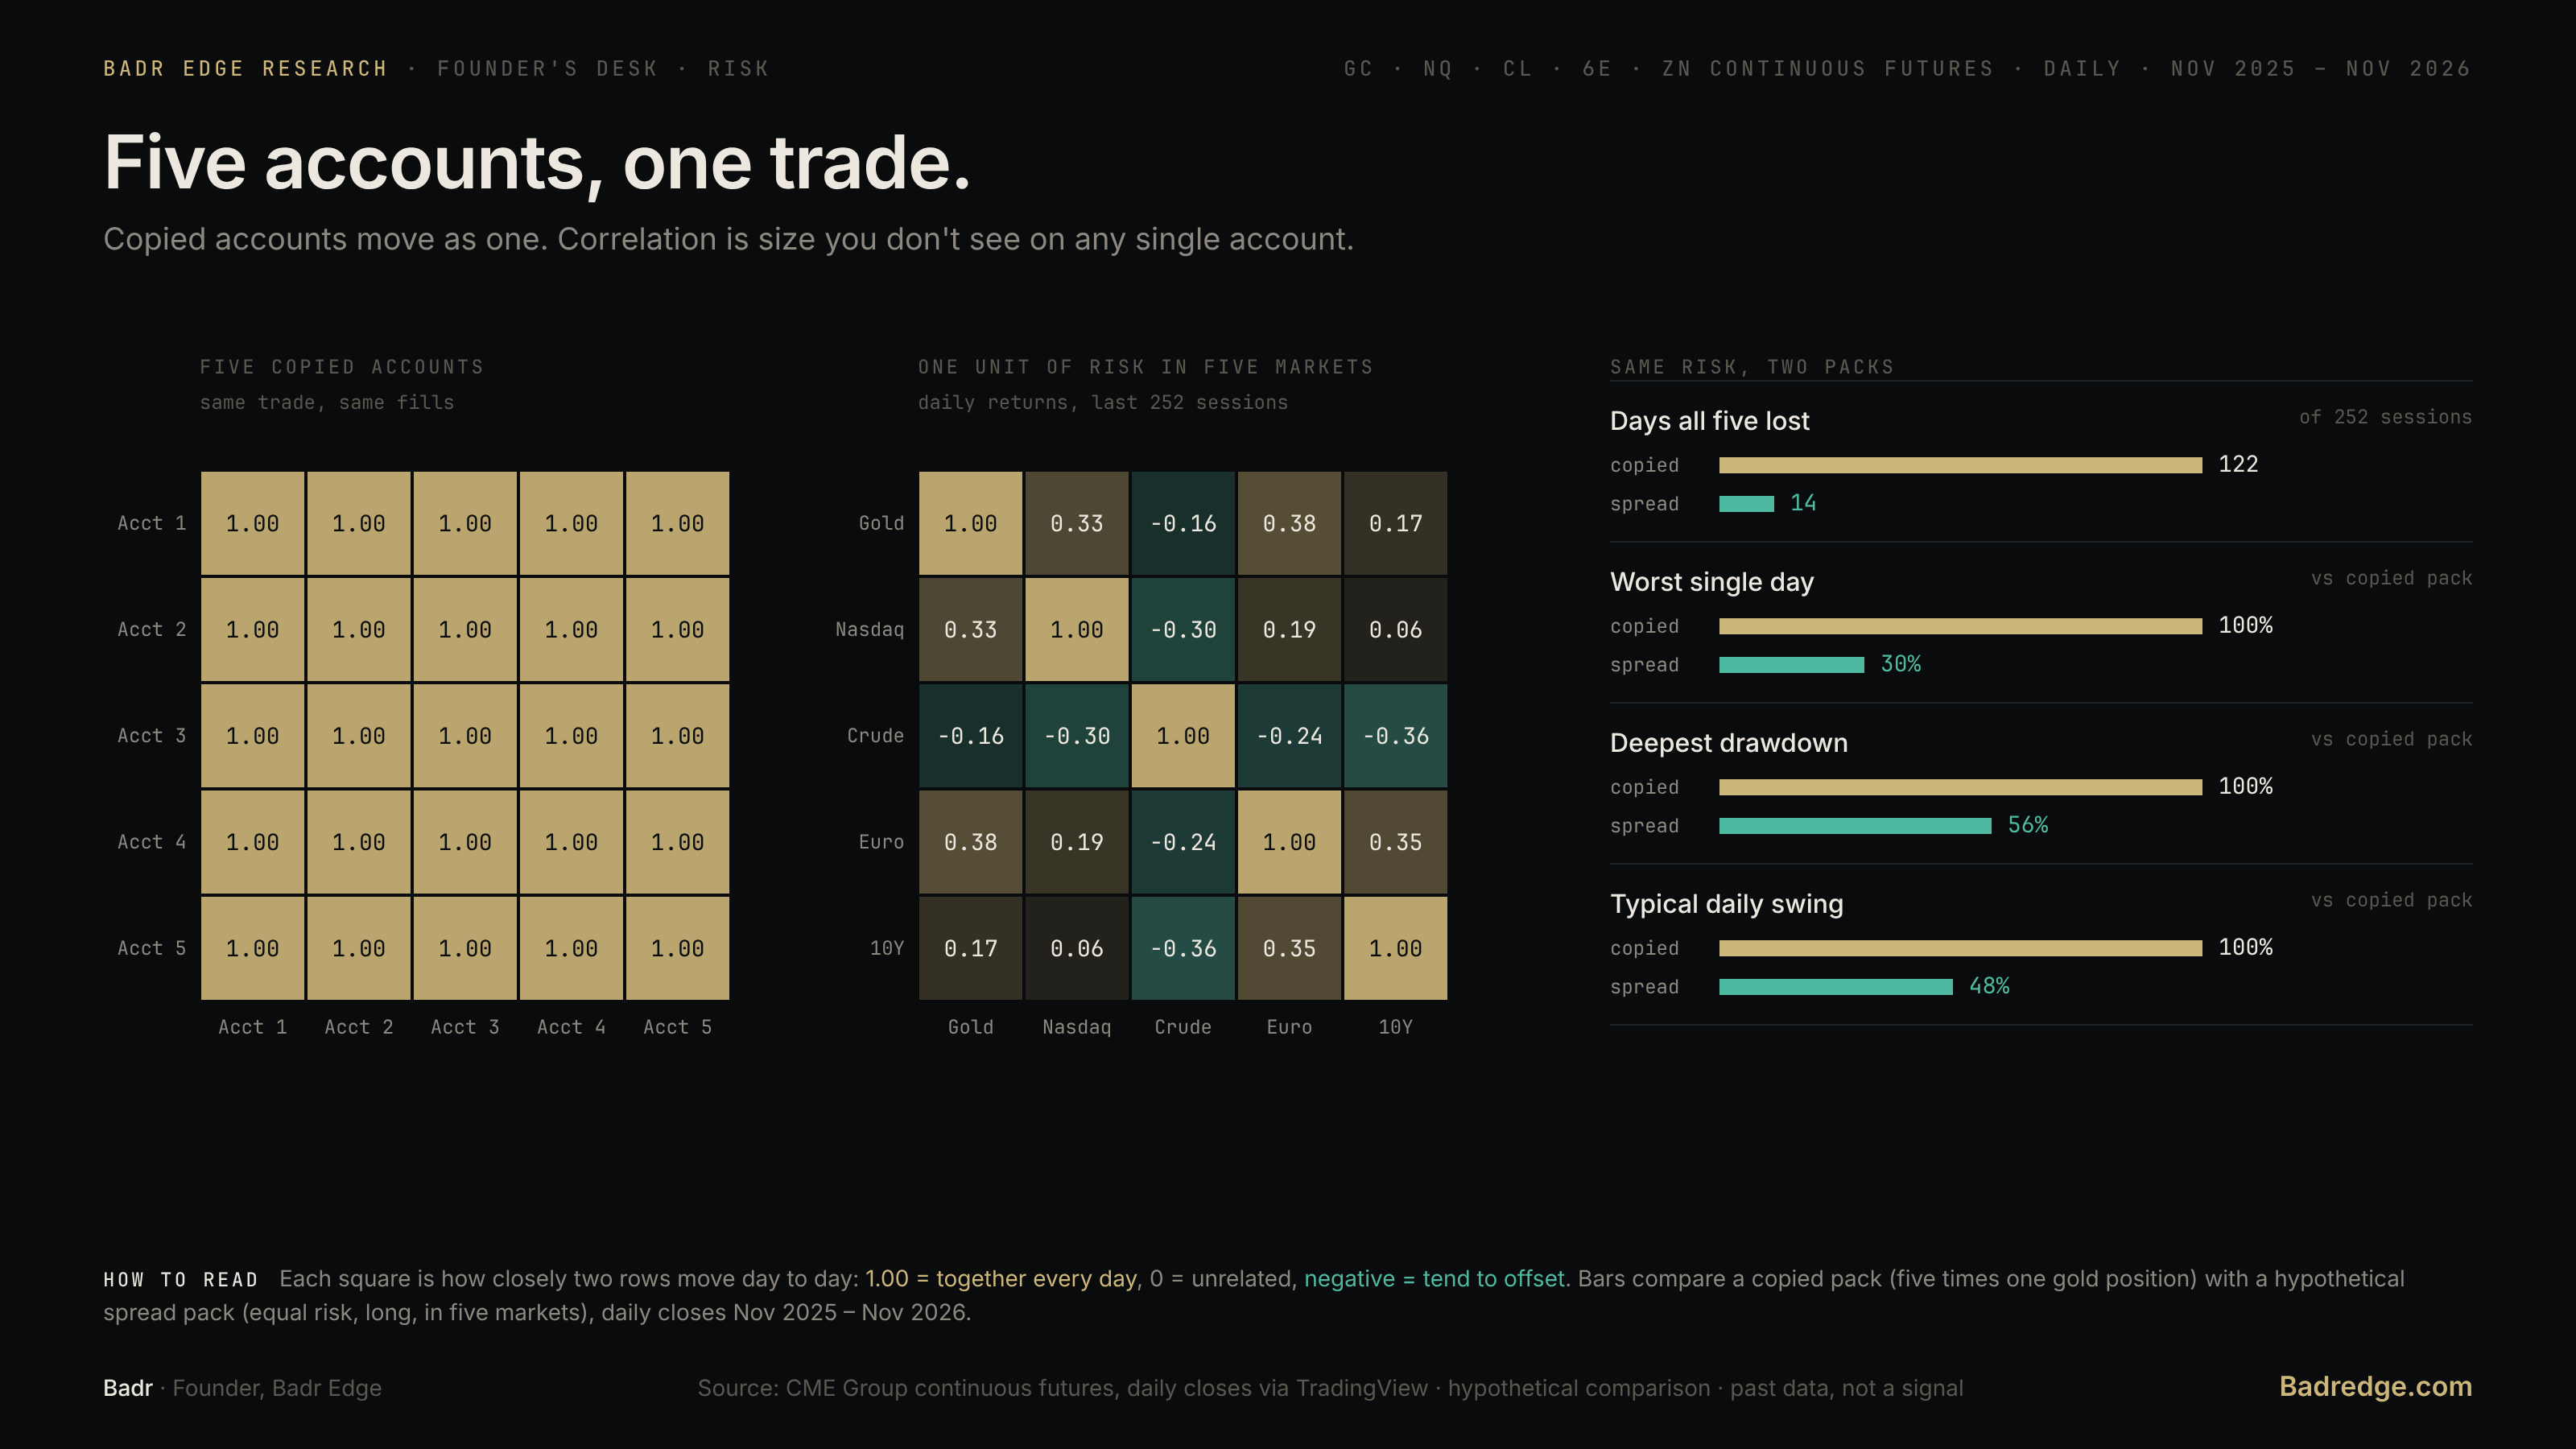 BADR EDGE RESEARCH · FOUNDER'S DESK · RISK
GC · NQ · CL · 6E · ZN CONTINUOUS FUTURES · DAILY · NOV 2025 – NOV 2026
Five accounts, one trade.
Copied accounts move as one. Correlation is size you don't see on any single account.
FIVE COPIED ACCOUNTS
same trade, same fills
Acct 1 1.00 1.00 1.00 1.00 1.00
Acct 2 1.00 1.00 1.00 1.00 1.00
Acct 3 1.00 1.00 1.00 1.00 1.00
Acct 4 1.00 1.00 1.00 1.00 1.00
Acct 5 1.00 1.00 1.00 1.00 1.00
Acct 1 Acct 2 Acct 3 Acct 4 Acct 5
ONE UNIT OF RISK IN FIVE MARKETS
daily returns, last 252 sessions
Gold 1.00 0.33 -0.16 0.38 0.17
Nasdaq 0.33 1.00 -0.30 0.19 0.06
Crude -0.16 -0.30 1.00 -0.24 -0.36
Euro 0.38 0.19 -0.24 1.00 0.35
10Y 0.17 0.06 -0.36 0.35 1.00
Gold Nasdaq Crude Euro 10Y
SAME RISK, TWO PACKS
Days all five lost of 252 sessions
copied 122
spread 14
Worst single day vs copied pack
copied 100%
spread 30%
Deepest drawdown vs copied pack
copied 100%
spread 56%
Typical daily swing vs copied pack
copied 100%
spread 48%
HOW TO READ Each square is how closely two rows move day to day: 1.00 = together every day, 0 = unrelated, negative = tend to offset. Bars compare a copied pack (five times one gold position) with a hypothetical
spread pack (equal risk, long, in five markets), daily closes Nov 2025 – Nov 2026.
Badr · Founder, Badr Edge
Source: CME Group continuous futures, daily closes via TradingView · hypothetical comparison · past data, not a signal
Badredge.com